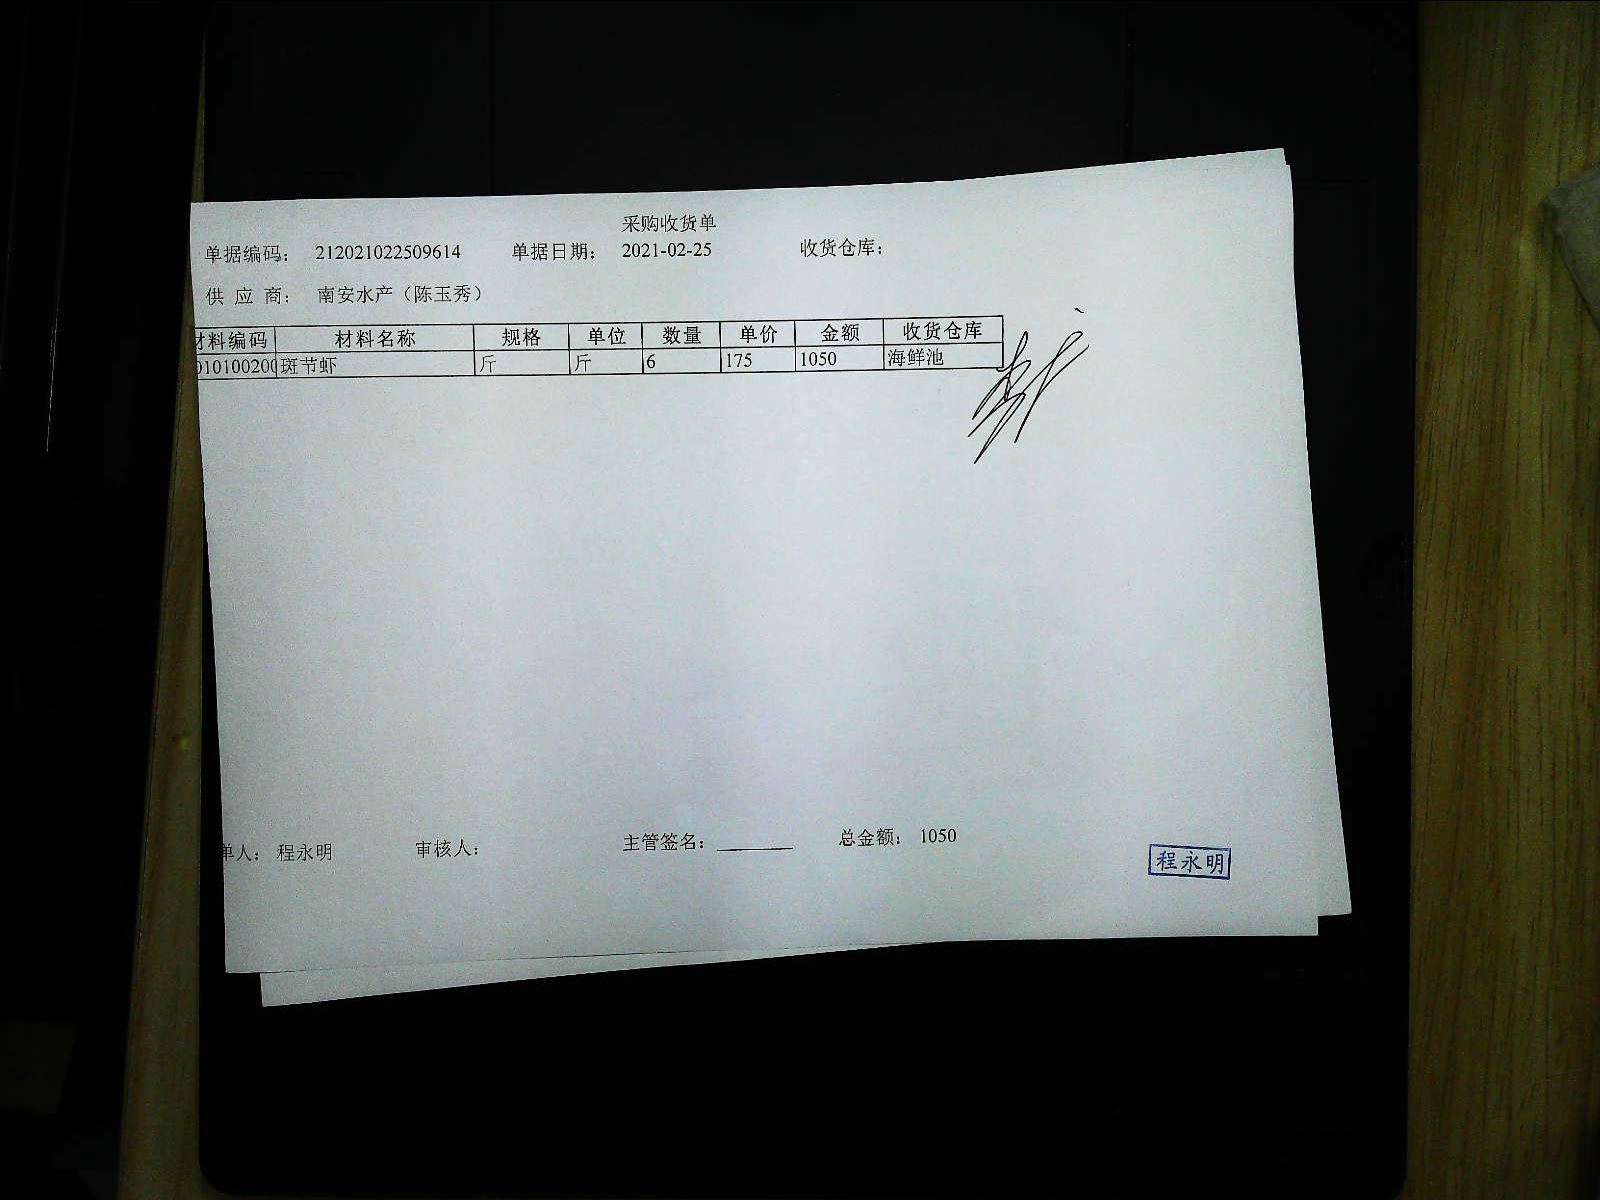 采购收货单
单据编码： 212021022509614 单据日期： 2021-02-25 收货仓库：
供 应 商： 南安水产（陈玉秀）
材料编码 材料名称 规格 单位 数量 单价 金额 收货仓库
010100200 斑节虾 斤 斤 6 175 1050 海鲜池
单人： 程永明 审核人： 主管签名： 总金额： 1050
程永明